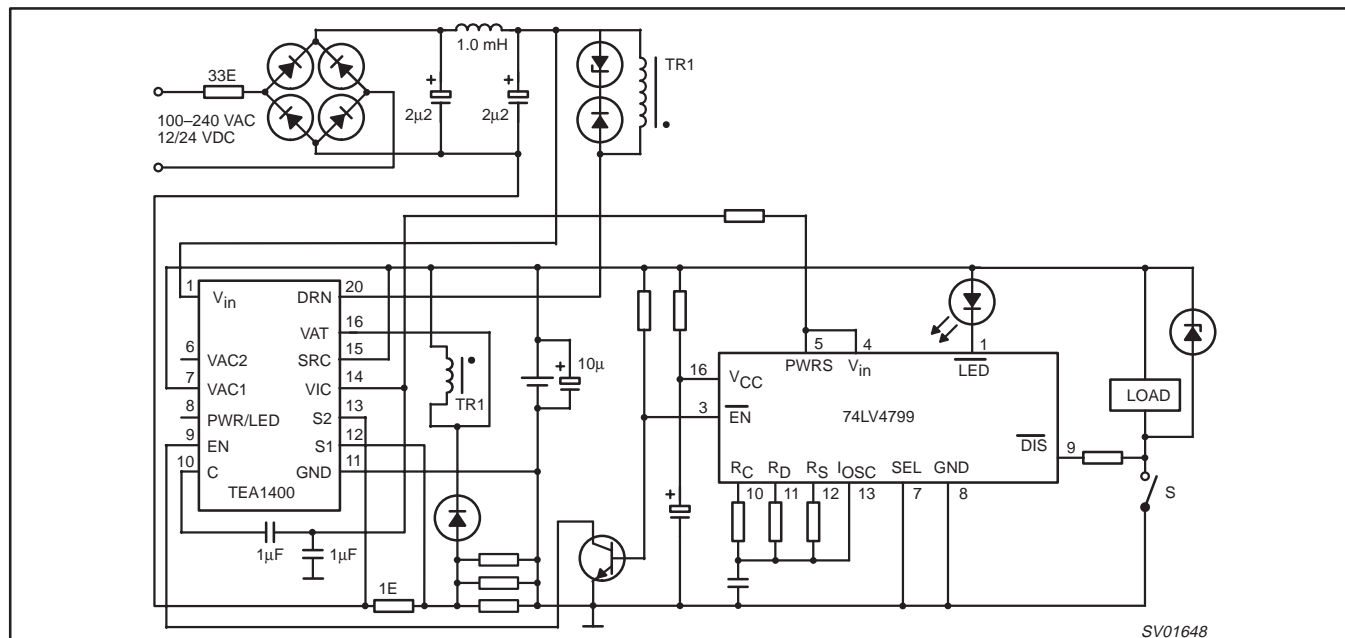 1.0 mH
TR1
33E
+
+
2µ2
2µ2
100–240 VAC
12/24 VDC
1
Vin
DRN
20
VAT
16
6
VAC2
SRC
15
7
VAC1
VIC
14
8
PWR/LED
S2
13
9
EN
S1
12
10
C
GND
11
TEA1400
TR1
+
10µ
5
4
PWRS
Vin
1
LED
16
VCC
3
EN
74LV4799
LOAD
DIS
9
RC
RD
RS
IOSC
SEL
GND
10
11
12
13
7
8
+
S
1µF
1µF
1E
SV01648